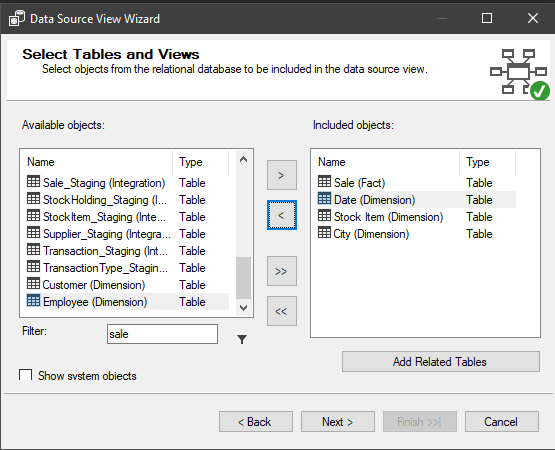 Data Source View Wizard
Select Tables and Views
Select objects from the relational database to be included in the data source view.
Available objects:
Name Type
Sale_Staging (Integration) Table
StockHolding_Staging (I... Table
StockItem_Staging (Inte... Table
Supplier_Staging (Integra... Table
Transaction_Staging (Int... Table
TransactionType_Stagin... Table
Customer (Dimension) Table
Employee (Dimension) Table
Filter: sale
Show system objects
>
<
>>
<<
Included objects:
Name Type
Sale (Fact) Table
Date (Dimension) Table
Stock Item (Dimension) Table
City (Dimension) Table
Add Related Tables
< Back Next > Finish >>| Cancel